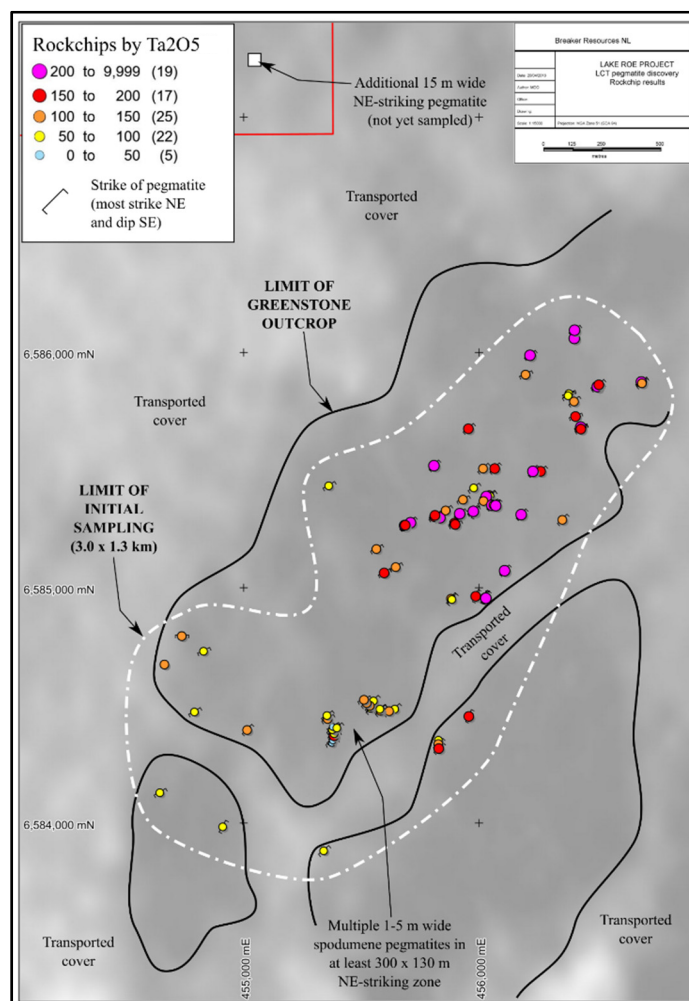 Rockchips by Ta2O5
200 to 9,999 (19)
150 to 200 (17)
100 to 150 (25)
50 to 100 (22)
0 to 50 (5)
Strike of pegmatite
(most strike NE
and dip SE)
Additional 15 m wide
NE-striking pegmatite
(not yet sampled)
Breaker Resources NL
LAKE ROE PROJECT
LCT pegmatite discovery
Rockchip results
Transported
cover
LIMIT OF
GREENSTONE
OUTCROP
6,586,000 mN
Transported
cover
LIMIT OF
INITIAL
SAMPLING
(3.0 x 1.3 km)
6,585,000 mN
Transported
cover
6,584,000 mN
Multiple 1-5 m wide
spodumene pegmatites in
at least 300 x 130 m
NE-striking zone
Transported
cover
Transported
cover
455,000 mE
456,000 mE